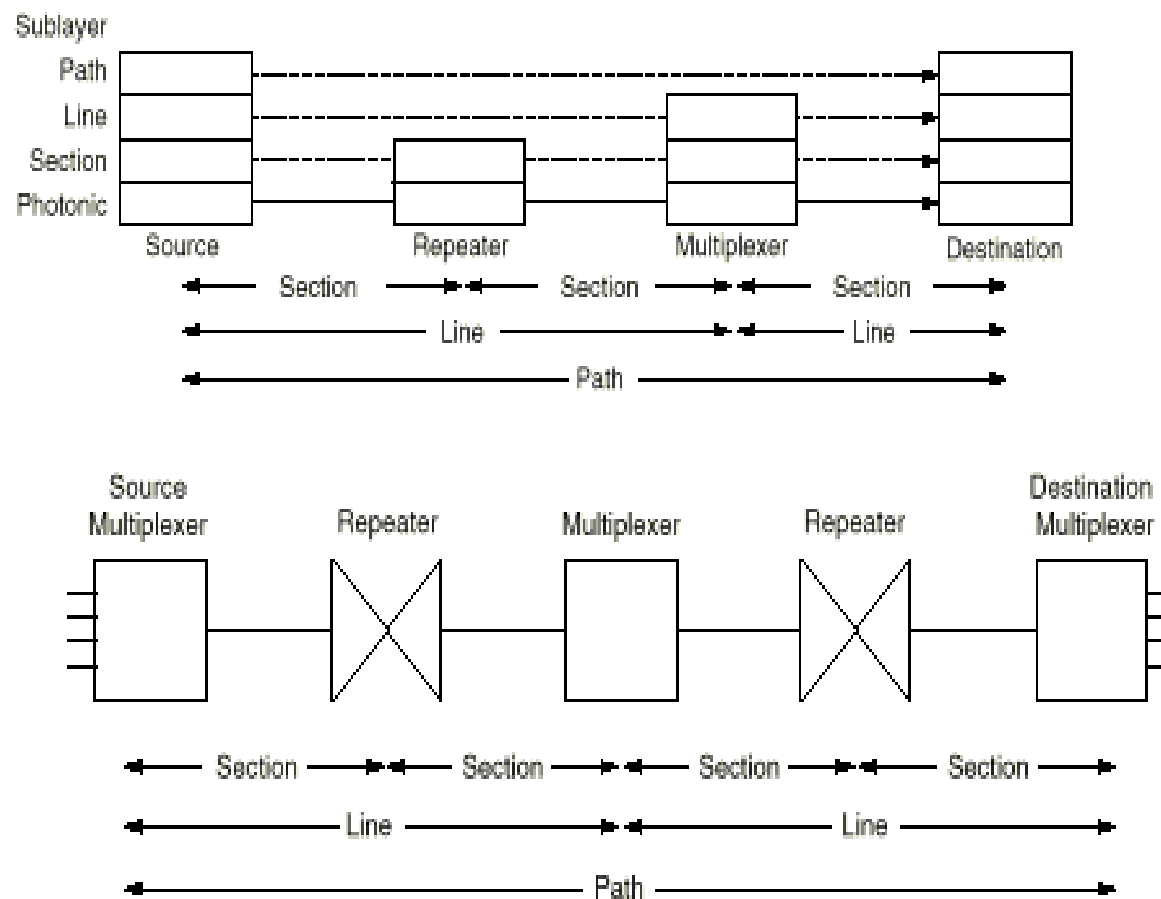 Sublayer
Path
Line
Section
Photonic
Source Repeater Multiplexer Destination
Section Section Section
Line Line
Path
Source Destination
Multiplexer Repeater Multiplexer Repeater Multiplexer
Section Section Section Section
Line Line
Path